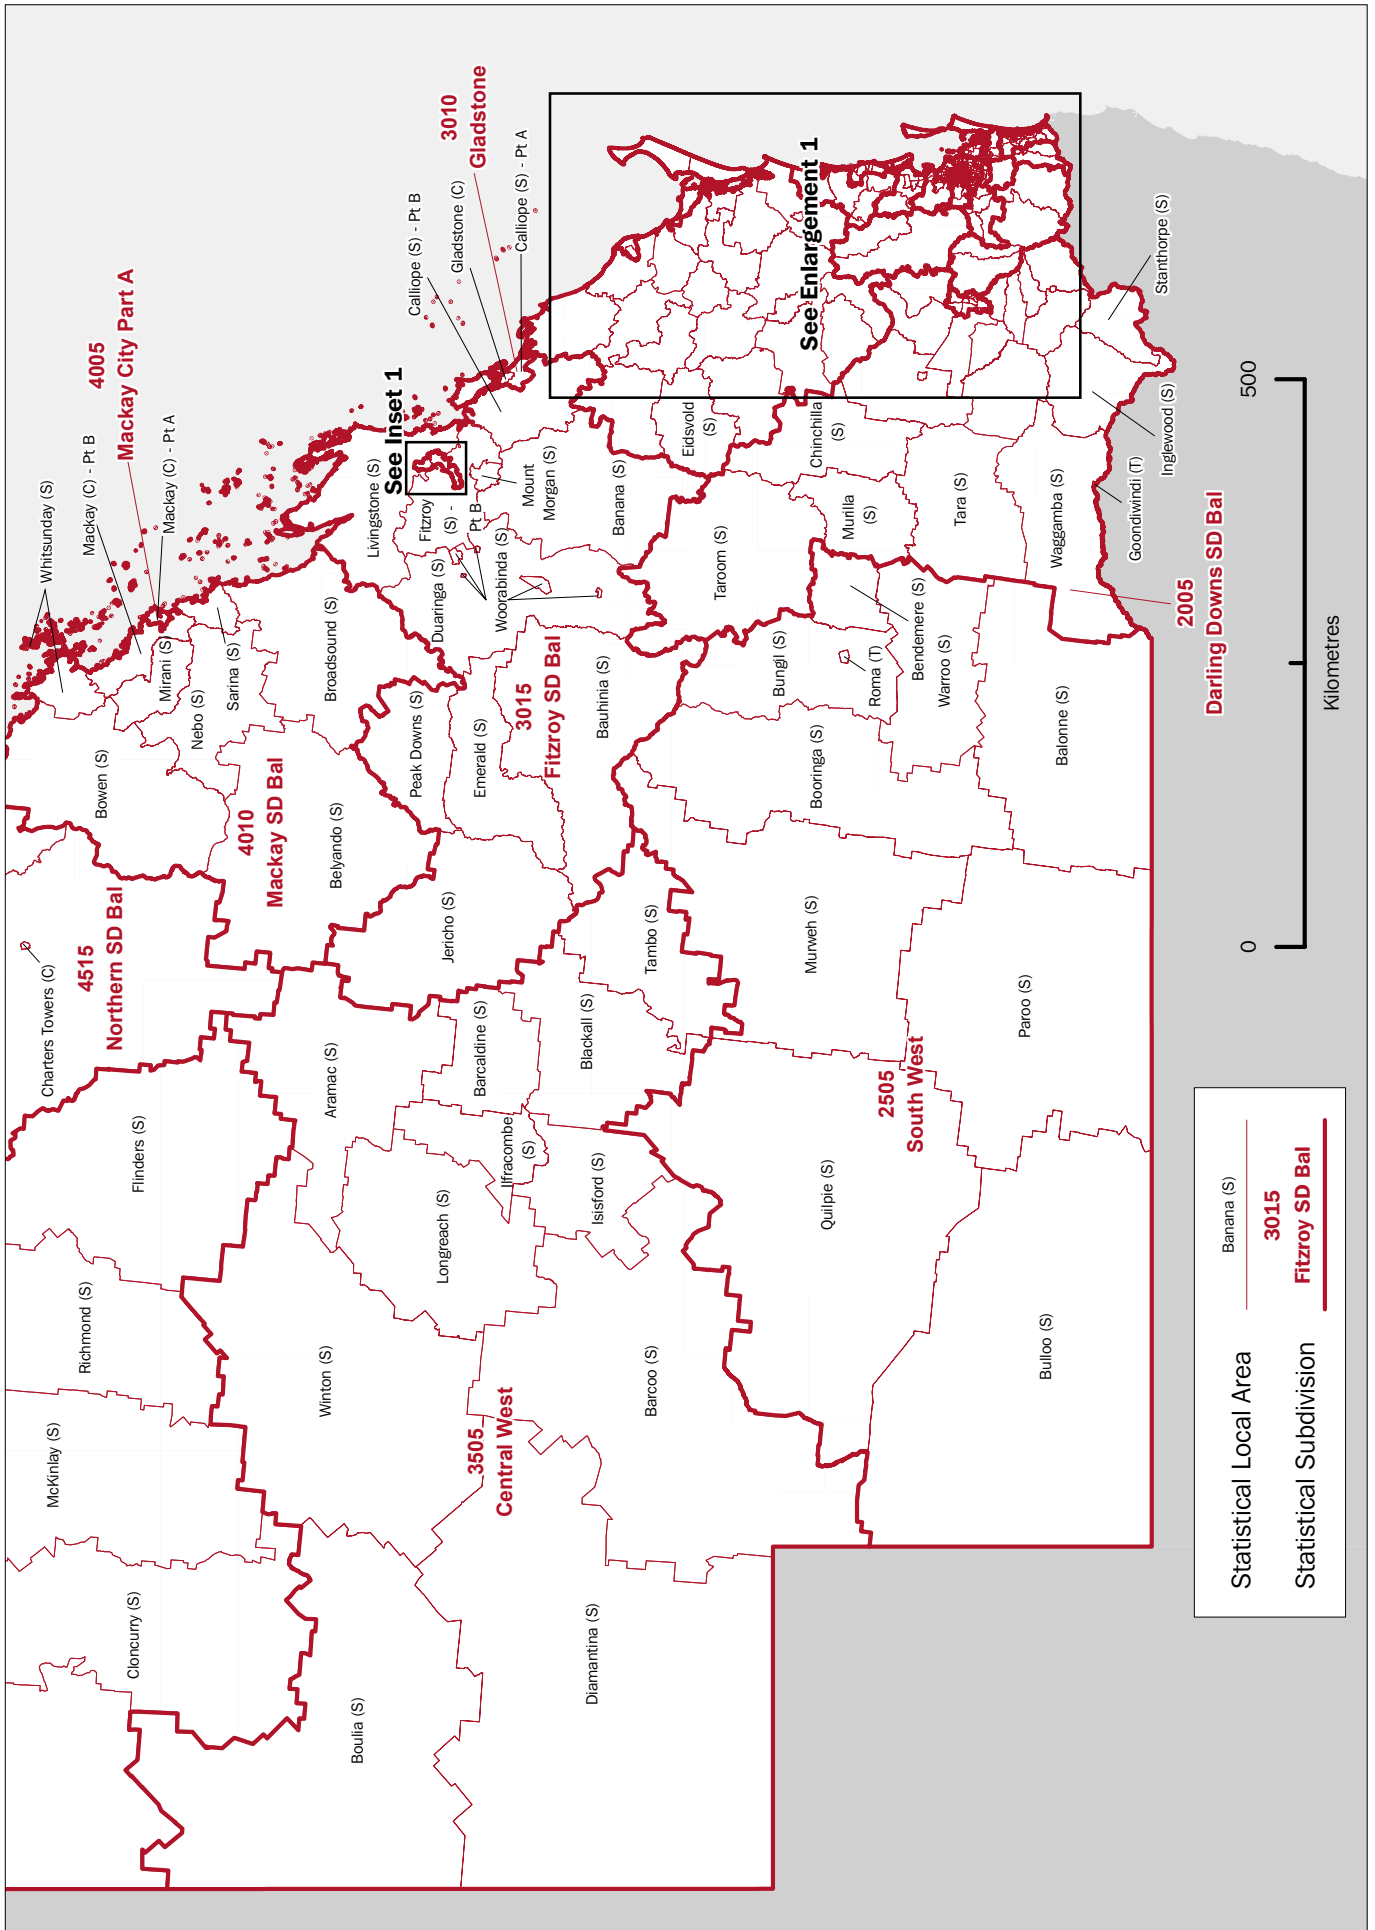 Whitsunday (S)
Mackay (C) - Pt B
4005
Mackay City Part A
Mackay (C) - Pt A
Charters Towers (C)
4515
Northern SD Bal
Bowen (S)
Mirani (S)
Nebo (S)
Sarina (S)
McKinlay (S)
Richmond (S)
Flinders (S)
Cloncurry (S)
4010
Mackay SD Bal
Belyando (S)
Broadsound (S)
Livingstone (S)
See Inset 1
Calliope (S) - Pt B
Gladstone (C)
3010
Gladstone
Calliope (S) - Pt A
Boulia (S)
Winton (S)
Aramac (S)
Longreach (S)
Jericho (S)
Peak Downs (S)
Duaringa (S)
Fitzroy
(S) -
Pt B
Barcaldine (S)
Emerald (S)
Woorabinda (S)
Mount
Morgan (S)
3505
Central West
Ilfracombe
(S)
3015
Fitzroy SD Bal
Diamantina (S)
Barcoo (S)
Isisford (S)
Blackall (S)
Tambo (S)
Bauhinia (S)
Banana (S)
Eidsvold
(S)
Taroom (S)
See Enlargement 1
Quilpie (S)
Murweh (S)
Booringa (S)
Bungil (S)
Roma (T)
Bendemere (S)
Warroo (S)
Murilla
(S)
Chinchilla
(S)
Tara (S)
2505
South West
Bulloo (S)
Paroo (S)
Balonne (S)
Waggamba (S)
Goondiwindi (T)
Inglewood (S)
Stanthorpe (S)
2005
Darling Downs SD Bal
Statistical Local Area
Banana (S)
Statistical Subdivision
3015
Fitzroy SD Bal
0
500
Kilometres